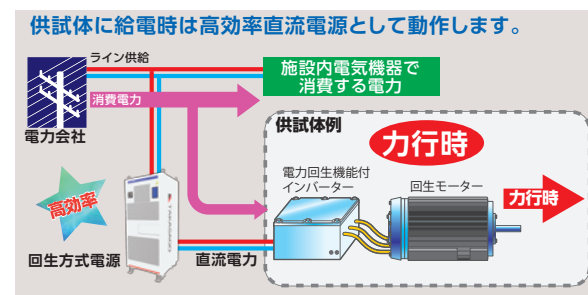 供試体に給電時は高効率直流電源として動作します。
ライン供給
施設内電気機器で
消費する電力
消費電力
電力会社
供試体例
力行時
電力回生機能付
インバーター
回生モーター
力行時
高効率
回生方式電源
直流電力